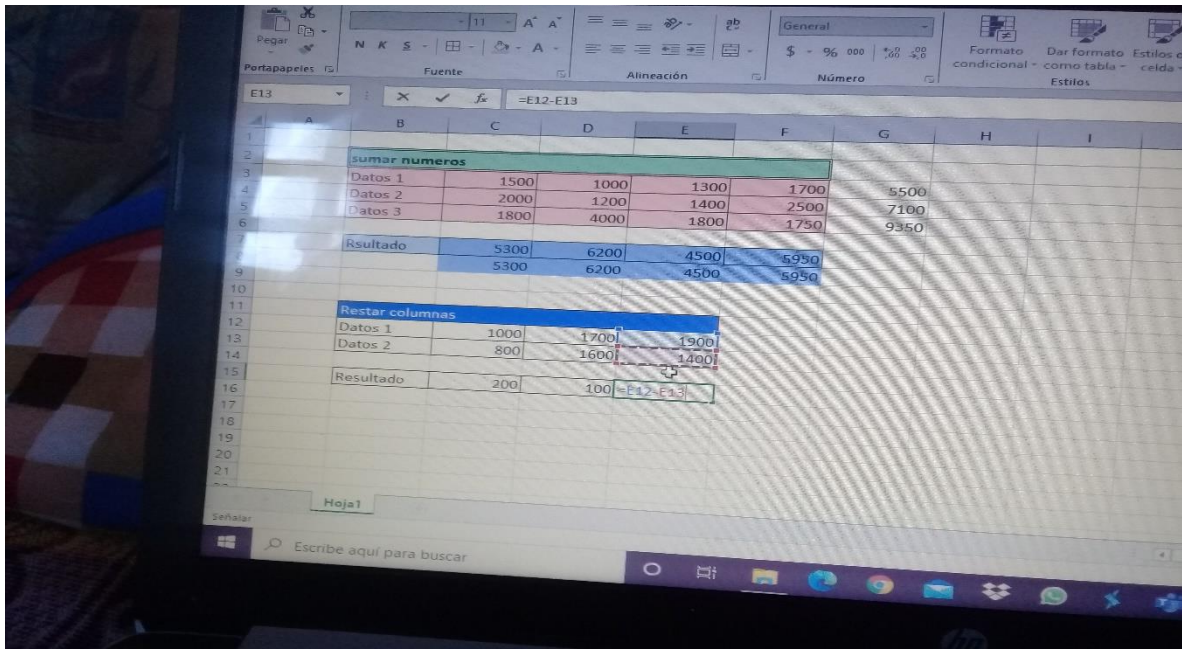 11 A A ab General
Pegar N K S A $ % 000 Formato condicional Dar formato como tabla Estilos celda
Portapapeles Fuente Alineación Número Estilos
E13 fx =E12-E13
A B C D E F G H I
1
2 sumar numeros
3 Datos 1 1500 1000 1300 1700 5500
4 Datos 2 2000 1200 1400 2500 7100
5 Datos 3 1800 4000 1800 1750 9350
6
7 Rsultado 5300 6200 4500 5950
5300 6200 4500 5950
9
10
11 Restar columnas
12 Datos 1 1000 1700 1900
13 Datos 2 800 1600 1400
14
15 Resultado 200 100 =E12-E13
16
17
18
19
20
21
Hoja1
Señalar
Escribe aquí para buscar
hp